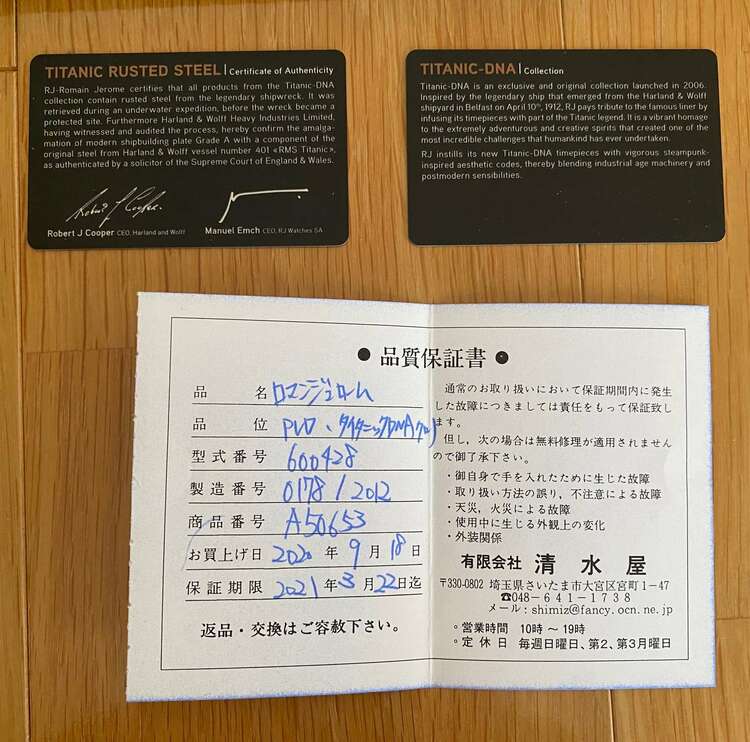 TITANIC RUSTED STEEL | Certificate of Authenticity
RJ-Romain Jerome certifies that all products from the Titanic-DNA
collection contain rusted steel from the legendary shipwreck. It was
retrieved during an underwater expedition, before the wreck became a
protected site. Furthermore Harland & Wolff Heavy Industries Limited,
having witnessed and audited the process, hereby confirm the amalga-
mation of modern shipbuilding plate Grade A with a component of the
original steel from Harland & Wolff vessel number 401 «RMS Titanic»,
as authenticated by a solicitor of the Supreme Court of England & Wales.
Robert J Cooper.
Robert J Cooper CEO, Harland and Wolff
Manuel Emch CEO, RJ Watches SA
TITANIC-DNA | Collection
Titanic-DNA is an exclusive and original collection launched in 2006.
Inspired by the legendary ship that emerged from the Harland & Wolff
shipyard in Belfast on April 10th, 1912, RJ pays tribute to the famous liner by
infusing its timepieces with part of the Titanic legend. It is a vibrant homage
to the extremely adventurous and creative spirits that created one of the
most incredible challenges that humankind has ever undertaken.
RJ instills its new Titanic-DNA timepieces with vigorous steampunk-
inspired aesthetic codes, thereby blending industrial age machinery and
postmodern sensibilities.
● 品質保証書 ●
品名 ロマンジェローム
品位 PVD、タイタニックDNAクロノ
型式番号 600428
製造番号 0178/2012
商品番号 A50653
お買上げ日 2020年9月18日
保証期限 2021年3月22日迄
返品・交換はご容赦下さい。
通常のお取り扱いにおいて保証期間内に発生
した故障につきましては責任をもって保証致し
ます。
但し、次の場合は無料修理が適用されません
ので御了承下さい。
・御自身で手を入れたために生じた故障
・取り扱い方法の誤り、不注意による故障
・天災，火災による故障
・使用中に生じる外観上の変化
・外装関係
有限会社 清水屋
〒330-0802 埼玉県さいたま市大宮区宮町1-47
☎048-641-1738
メール：shimiz@fancy.ocn.ne.jp
◦営業時間 10時～19時
◦定休日 毎週日曜日、第2、第3月曜日